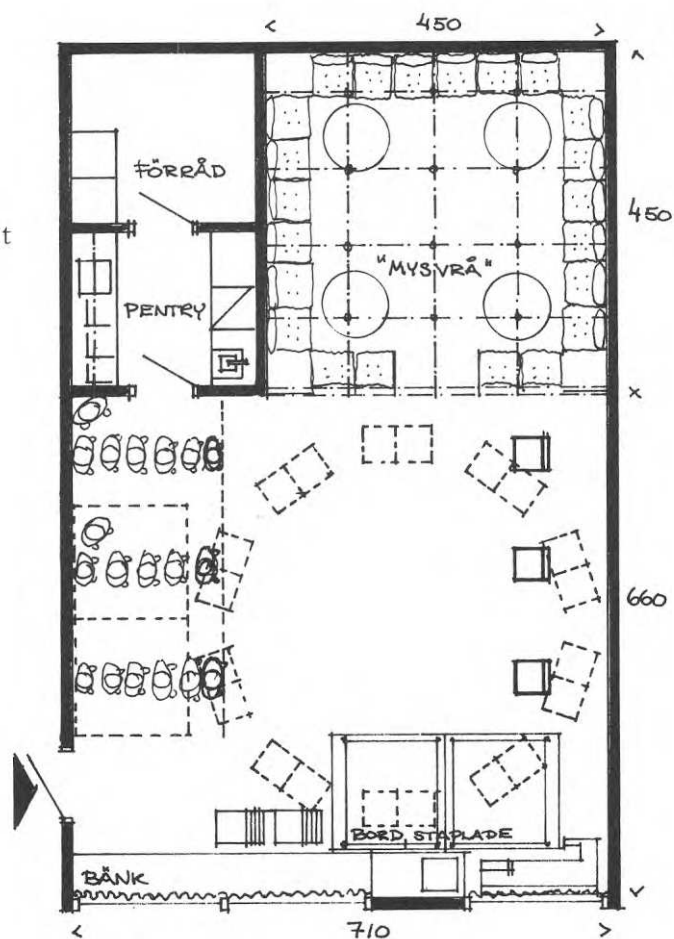 450
FÖRRÅD
t
450
"MYSVRÅ"
PENTRY
660
BORD, STAPLADE
BÄNK
710